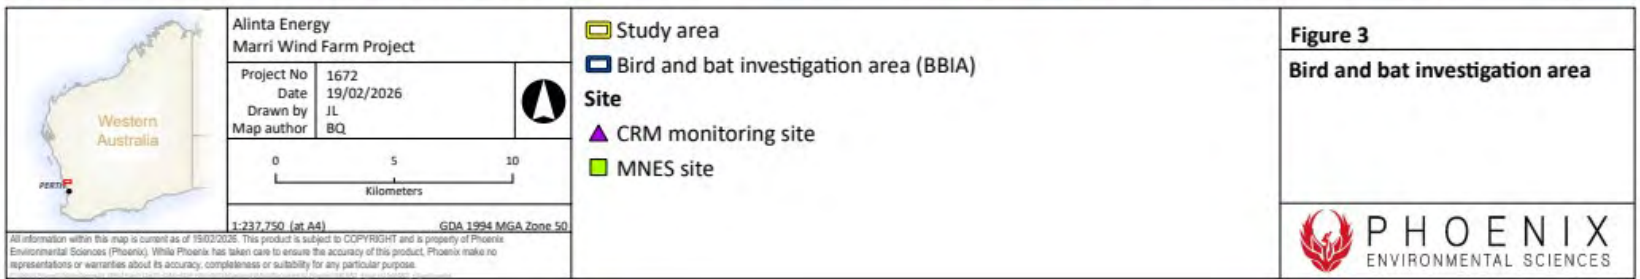 Western
Australia
PERTH
Alinta Energy
Marri Wind Farm Project
Project No 1672
Date 19/02/2026
Drawn by JL
Map author BQ
0 5 10
Kilometers
1:237,750 (at A4) GDA 1994 MGA Zone 50
All information within this map is current as of 15/02/2026. This product is subject to COPYRIGHT and is property of Phoenix
Environmental Sciences (Phoenix). While Phoenix has taken care to ensure the accuracy of this product, Phoenix make no
representations or warranties about its accuracy, completeness or suitability for any particular purpose.
Study area
Bird and bat investigation area (BBIA)
Site
CRM monitoring site
MNES site
Figure 3
Bird and bat investigation area
PHOENIX
ENVIRONMENTAL SCIENCES